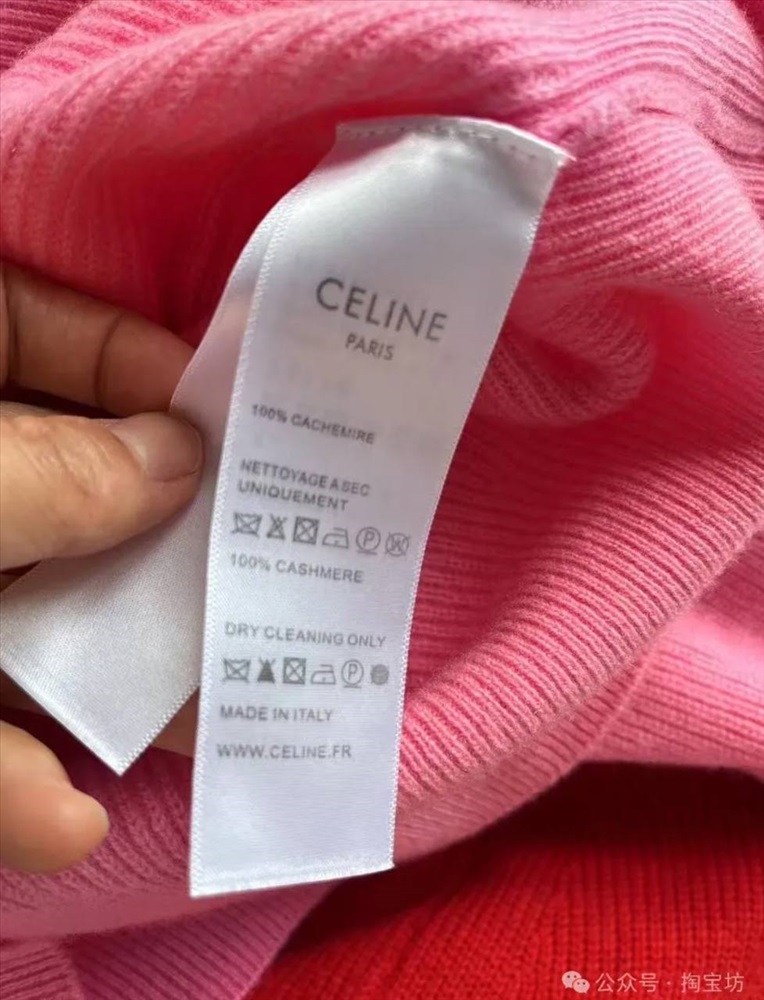 CELINE
PARIS
100% CACHEMIRE
NETTOYAGE A SEC
UNIQUEMENT
P
100% CASHMERE
DRY CLEANING ONLY
P
MADE IN ITALY
WWW.CELINE.FR
公众号 · 掏宝坊